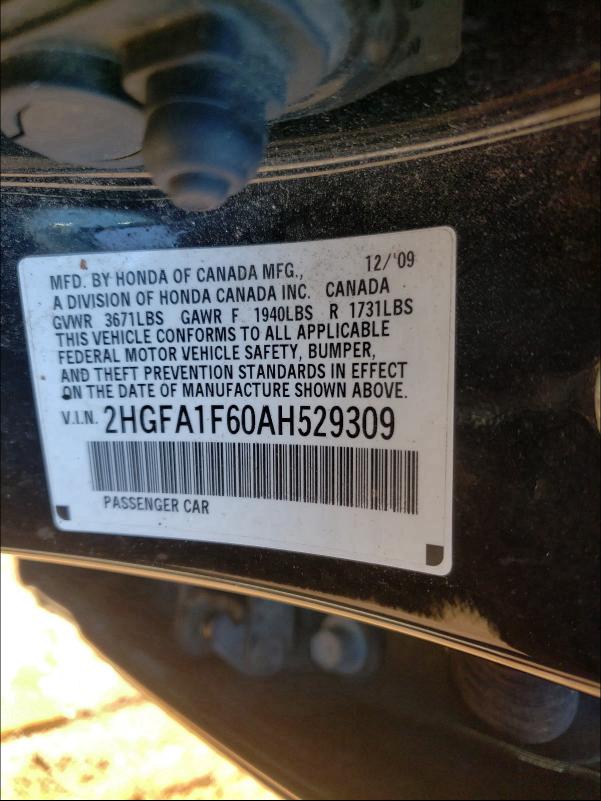 MFD. BY HONDA OF CANADA MFG., 12/'09
A DIVISION OF HONDA CANADA INC. CANADA
GVWR 3671LBS GAWR F 1940LBS R 1731LBS
THIS VEHICLE CONFORMS TO ALL APPLICABLE
FEDERAL MOTOR VEHICLE SAFETY, BUMPER,
AND THEFT PREVENTION STANDARDS IN EFFECT
ON THE DATE OF MANUFACTURE SHOWN ABOVE.
V.I.N. 2HGFA1F60AH529309
PASSENGER CAR